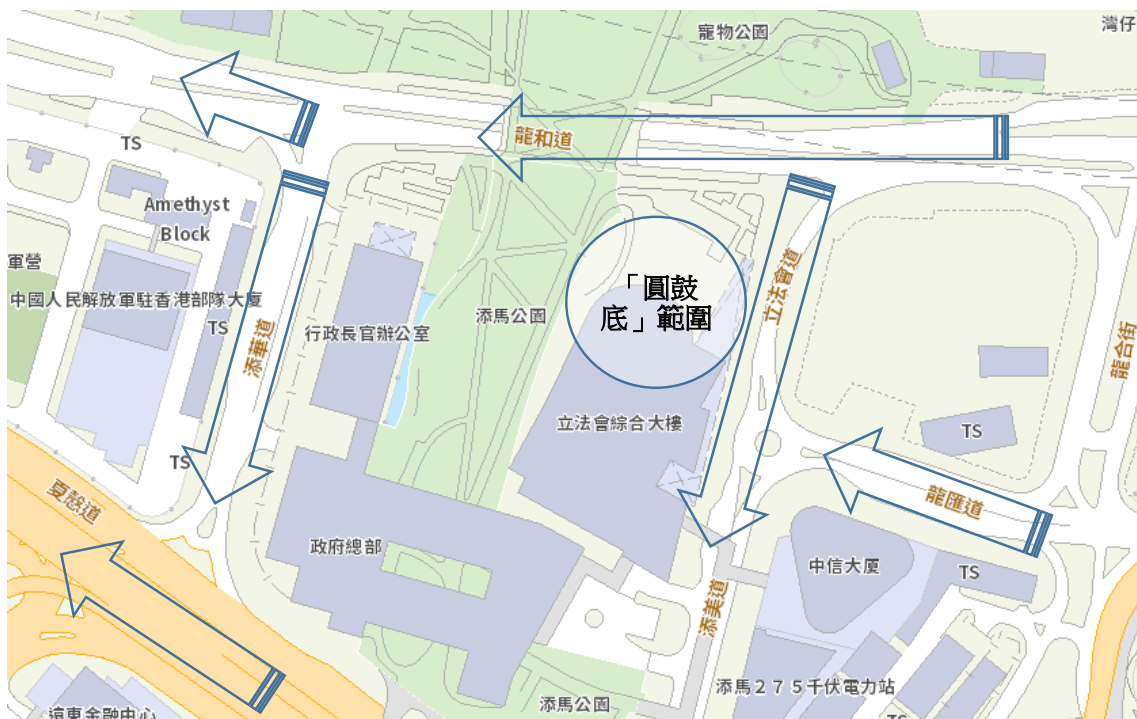 寵物公園
灣仔
龍和道
TS
Amethyst
Block
軍營
中國人民解放軍駐香港部隊大廈
TS
添華道
行政長官辦公室
添馬公園
「圓鼓
底」範圍
立法會道
龍合街
立法會綜合大樓
TS
TS
夏慤道
龍匯道
政府總部
中信大廈
TS
添美道
添馬２７５千伏電力站
添馬公園
遠東金融中心
TS